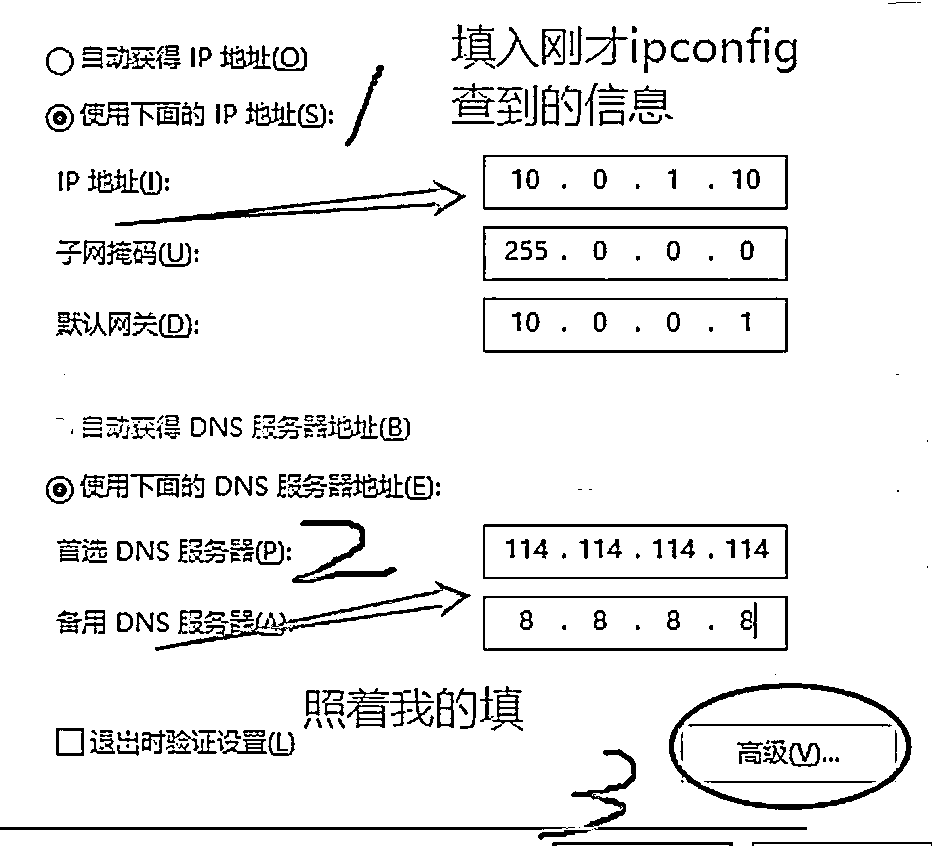 自动获得 IP 地址(O)
填入刚才ipconfig
查到的信息
使用下面的 IP 地址(S):
1
IP 地址(I):
10 . 0 . 1 . 10
子网掩码(U):
255 . 0 . 0 . 0
默认网关(D):
10 . 0 . 0 . 1
自动获得 DNS 服务器地址(B)
使用下面的 DNS 服务器地址(E):
首选 DNS 服务器(P):
2
114 . 114 . 114 . 114
备用 DNS 服务器(A):
8 . 8 . 8 . 8
照着我的填
退出时验证设置(L)
3
高级(V)...